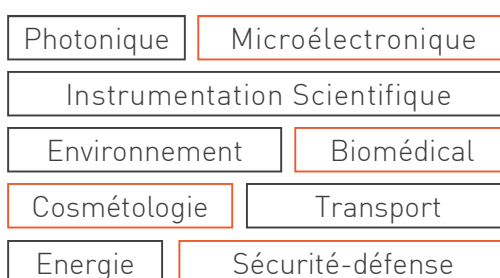 Photonique Microélectronique
Instrumentation Scientifique
Environnement Biomédical
Cosmétologie Transport
Energie Sécurité-défense